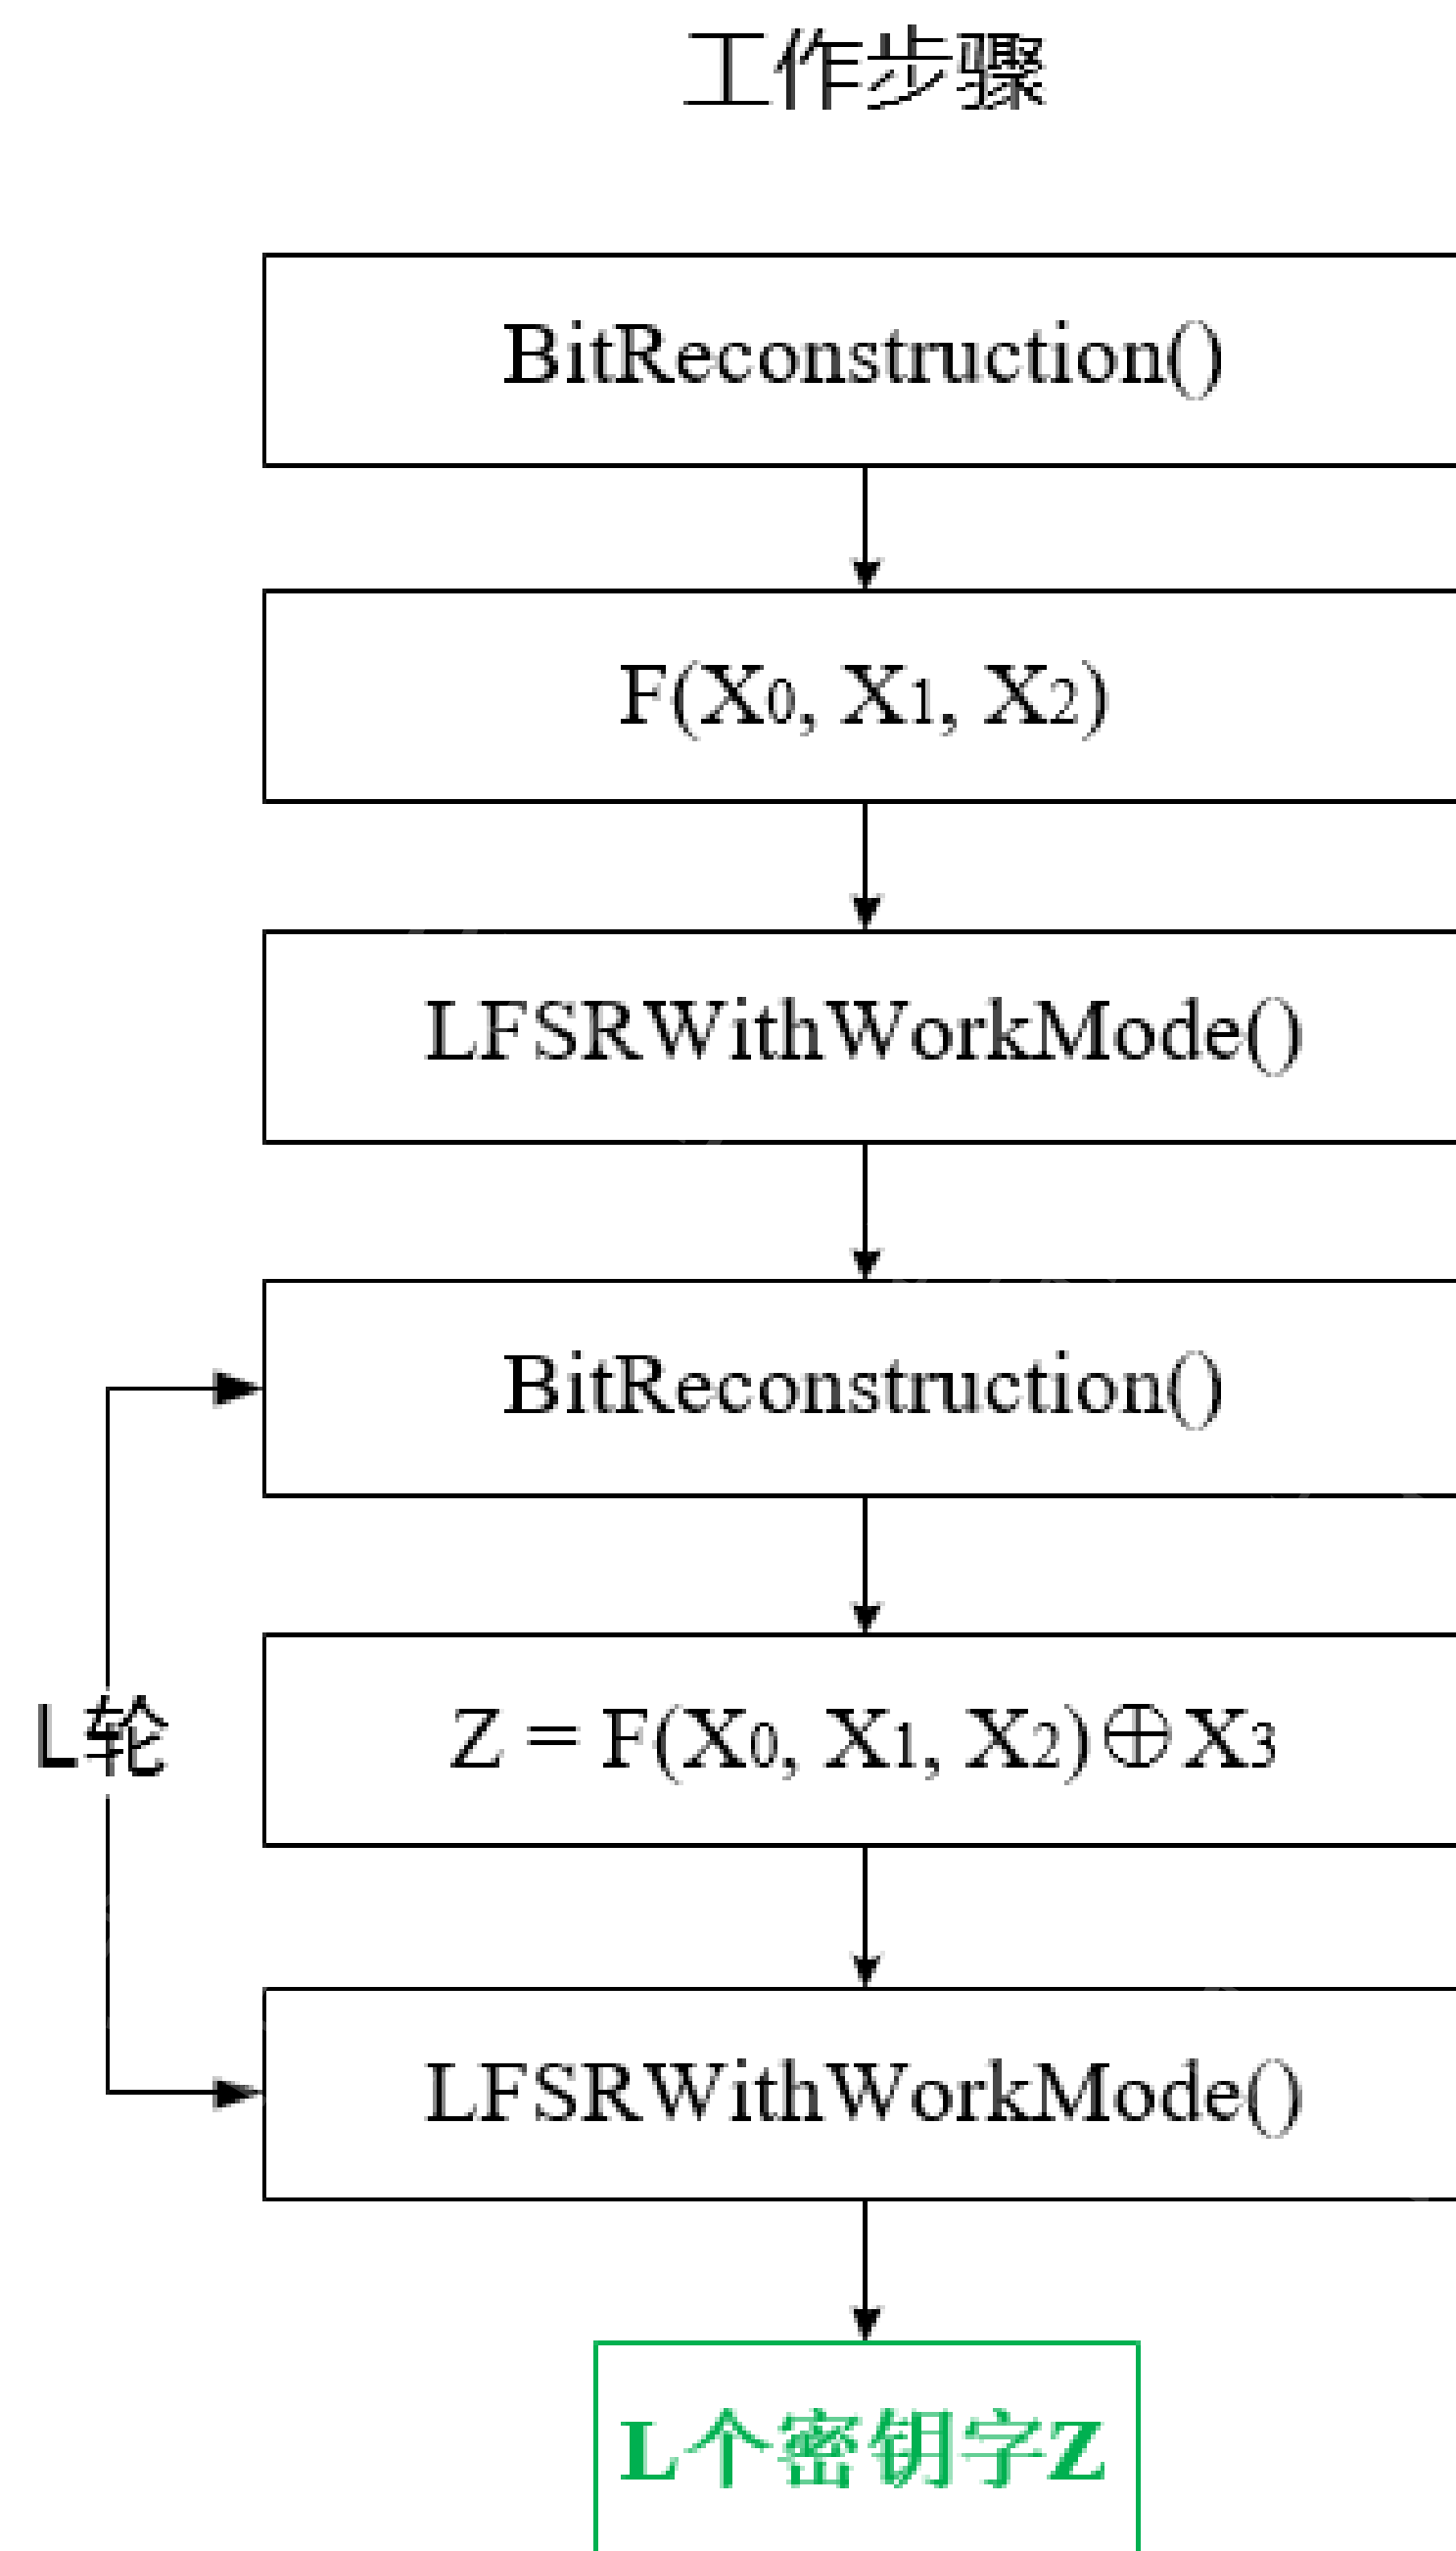 工作步骤
BitReconstruction()
F(X0, X1, X2)
LFSRWithWorkMode()
BitReconstruction()
L轮
Z = F(X0, X1, X2)⊕X3
LFSRWithWorkMode()
L个密钥字Z